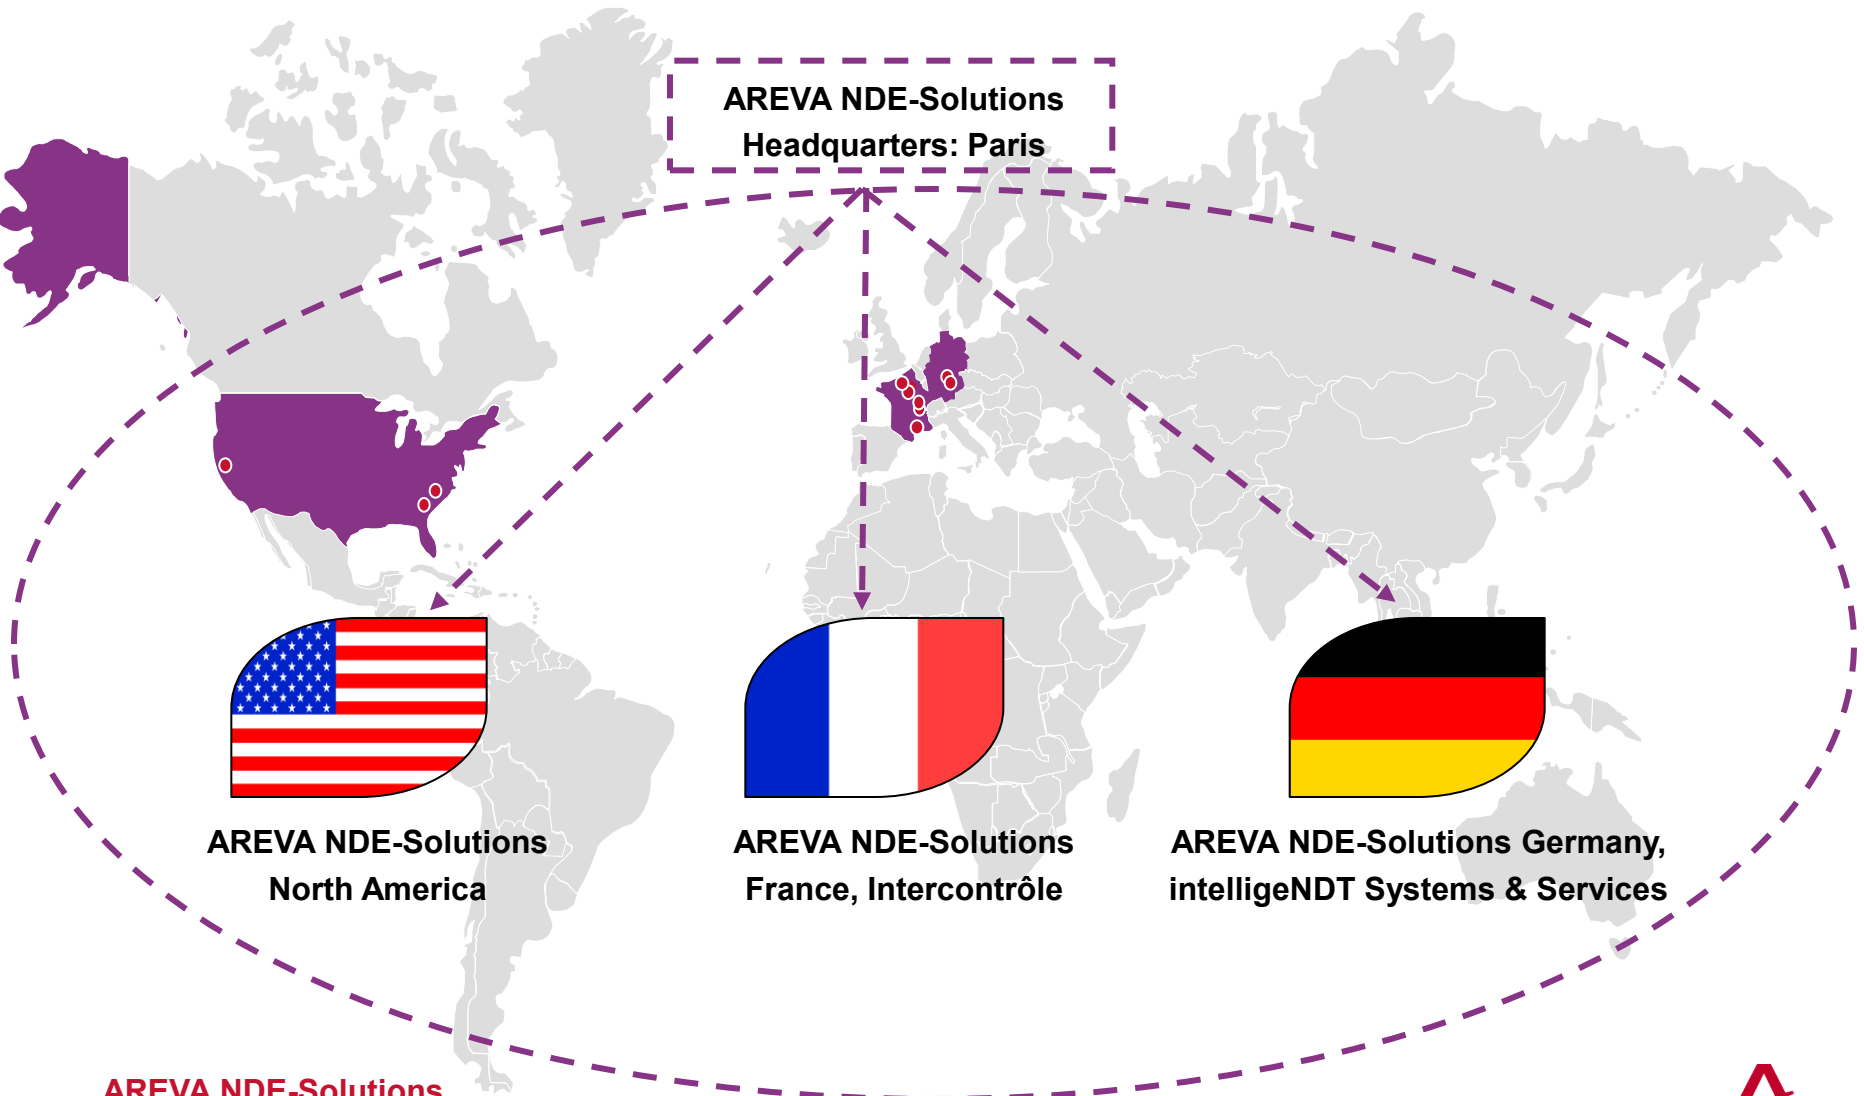 AREVA NDE-Solutions
Headquarters: Paris
AREVA NDE-Solutions
North America
AREVA NDE-Solutions
France, Intercontrôle
AREVA NDE-Solutions Germany,
intelligeNDT Systems & Services
AREVA NDE-Solutions